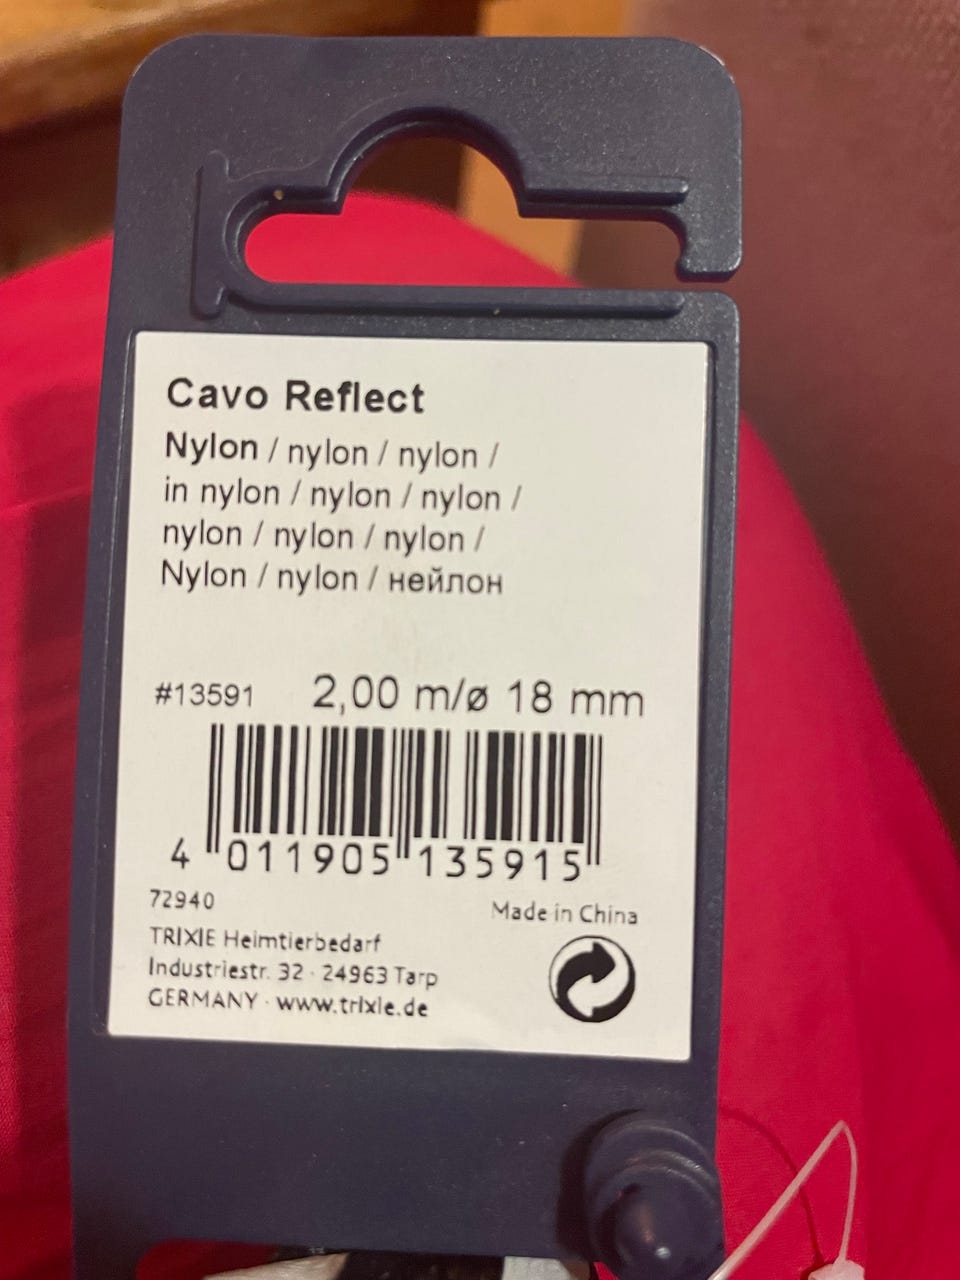 Cavo Reflect
Nylon / nylon / nylon /
in nylon / nylon / nylon /
nylon / nylon / nylon /
Nylon / nylon / нейлон
#13591 2,00 m/ø 18 mm
4 011905 135915
72940 Made in China
TRIXIE Heimtierbedarf
Industriestr. 32 · 24963 Tarp
GERMANY · www.trixie.de